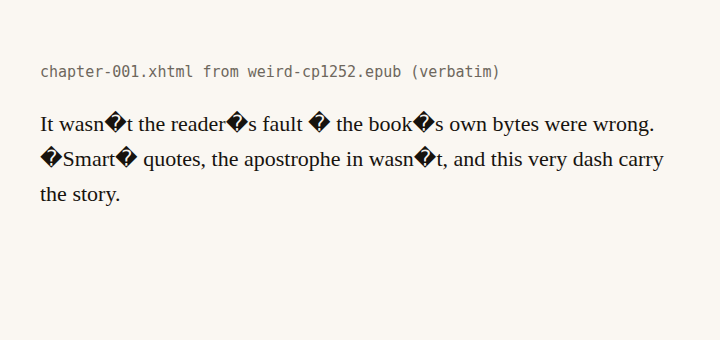 chapter-001.xhtml from weird-cp1252.epub (verbatim)
It wasn�t the reader�s fault � the book�s own bytes were wrong.
�Smart� quotes, the apostrophe in wasn�t, and this very dash carry
the story.